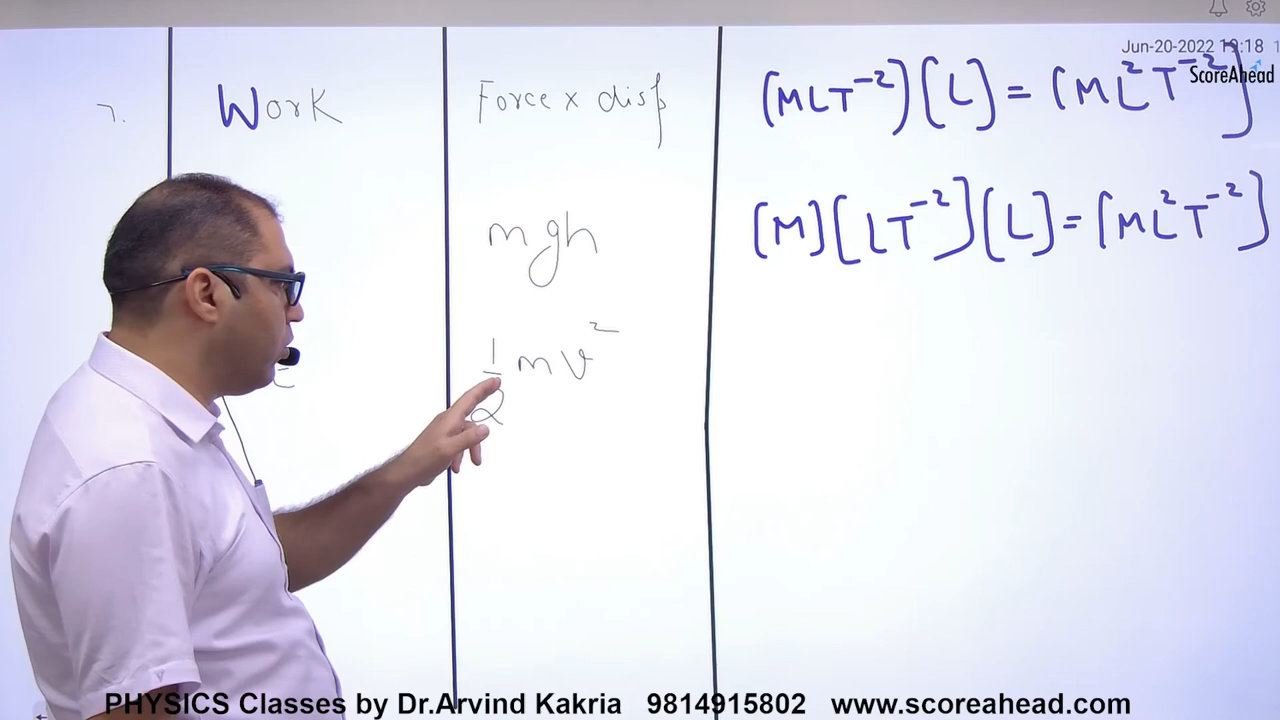 Jun-20-2022 19:18
ScoreAhead
7. Work Force x disp (MLT⁻²)[L] = [ML²T⁻²]
mgh [M][LT⁻²][L] = [ML²T⁻²]
1/2 mv²
PHYSICS Classes by Dr.Arvind Kakria 9814915802 www.scoreahead.com